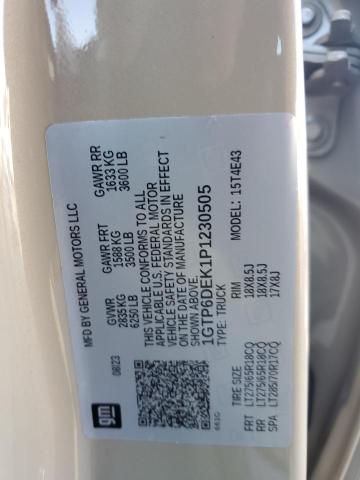 MFD BY GENERAL MOTORS LLC
08/23 GVWR GAWR FRT GAWR RR
2835 KG 1588 KG 1633 KG
6250 LB 3500 LB 3600 LB
THIS VEHICLE CONFORMS TO ALL
APPLICABLE U.S. FEDERAL MOTOR
VEHICLE SAFETY STANDARDS IN EFFECT
ON THE DATE OF MANUFACTURE
1GTP6DEK1P1230505
TYPE: TRUCK MODEL: 15T4E43
TIRE SIZE RIM
FRT LT275/65R18CQ 18X8.5J
RR LT275/65R18CQ 18X8.5J
SPA LT285/70R17CQ 17X8J
gm
661G